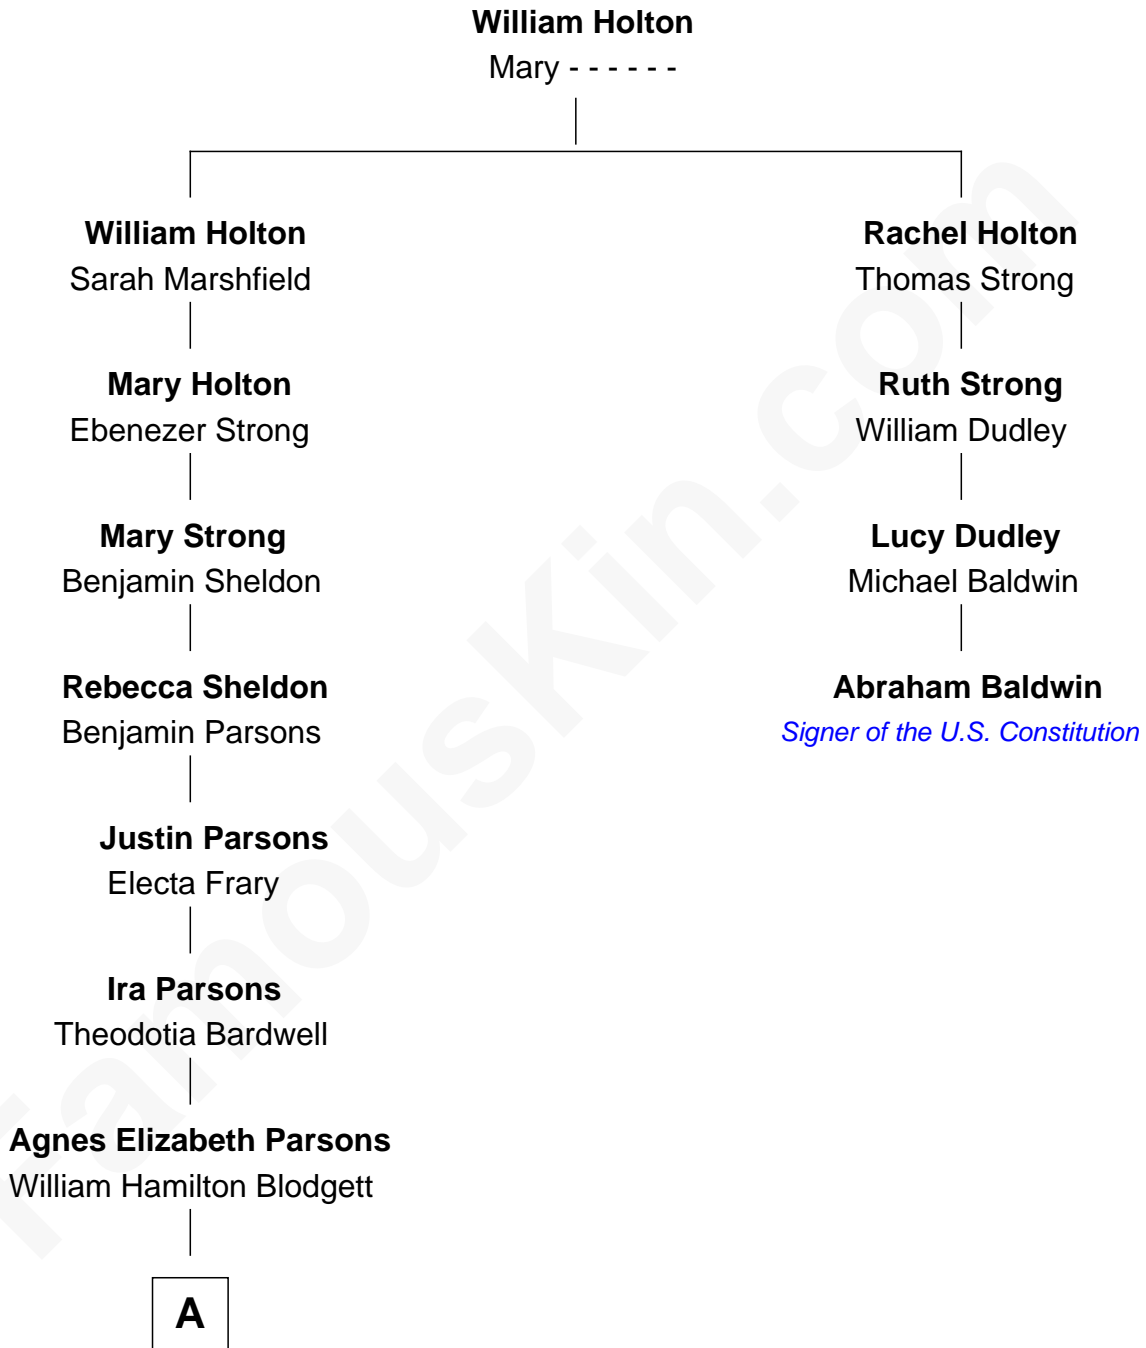 William Holton
Mary - - - - - -
William Holton
Sarah Marshfield
Rachel Holton
Thomas Strong
Mary Holton
Ebenezer Strong
Ruth Strong
William Dudley
Mary Strong
Benjamin Sheldon
Lucy Dudley
Michael Baldwin
Rebecca Sheldon
Benjamin Parsons
Abraham Baldwin
Signer of the U.S. Constitution
Justin Parsons
Electa Frary
Ira Parsons
Theodotia Bardwell
Agnes Elizabeth Parsons
William Hamilton Blodgett
A
famouskin.com